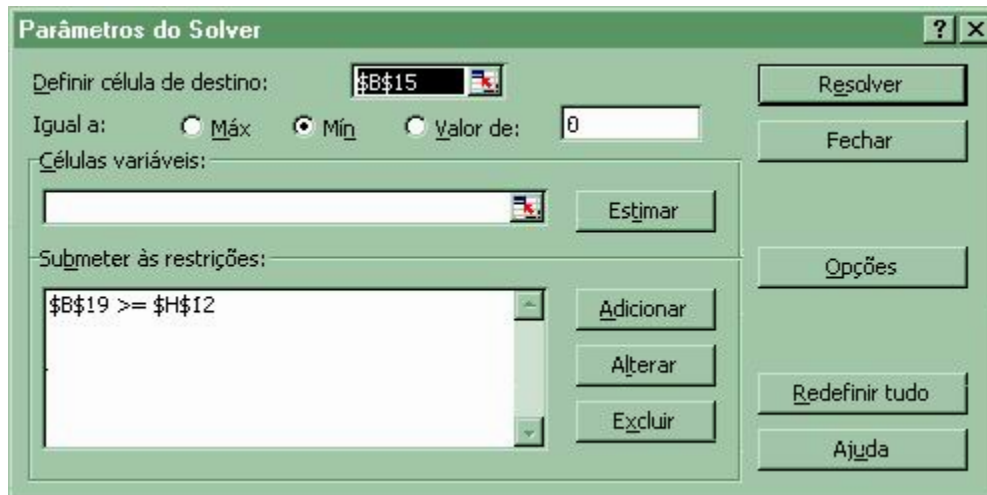 Parâmetros do Solver ? ×
Definir célula de destino: $B$15 Resolver
Igual a: Máx Mín Valor de: 0 Fechar
Células variáveis:
Estimar
Submeter às restrições: Opções
$B$19 >= $H$12 Adicionar
Alterar
Redefinir tudo
Excluir
Ajuda